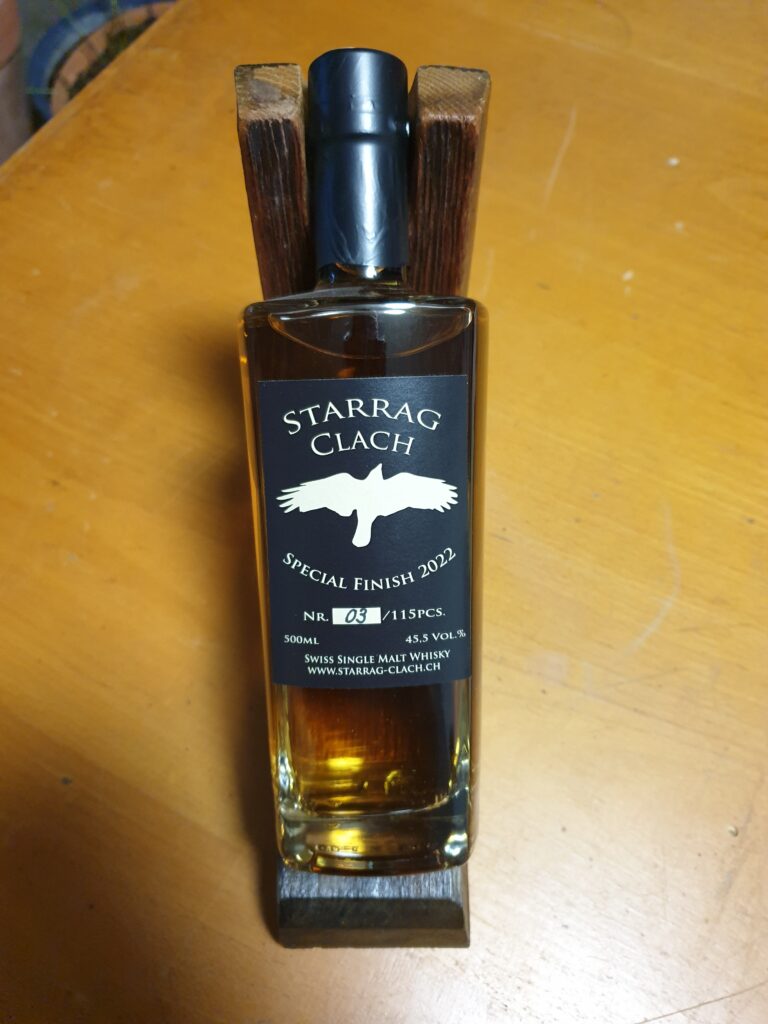 Starrag
Clach
Special Finish 2022
Nr. 03/115pcs.
500ml 45,5 Vol.%
Swiss Single Malt Whisky
www.starrag-clach.ch